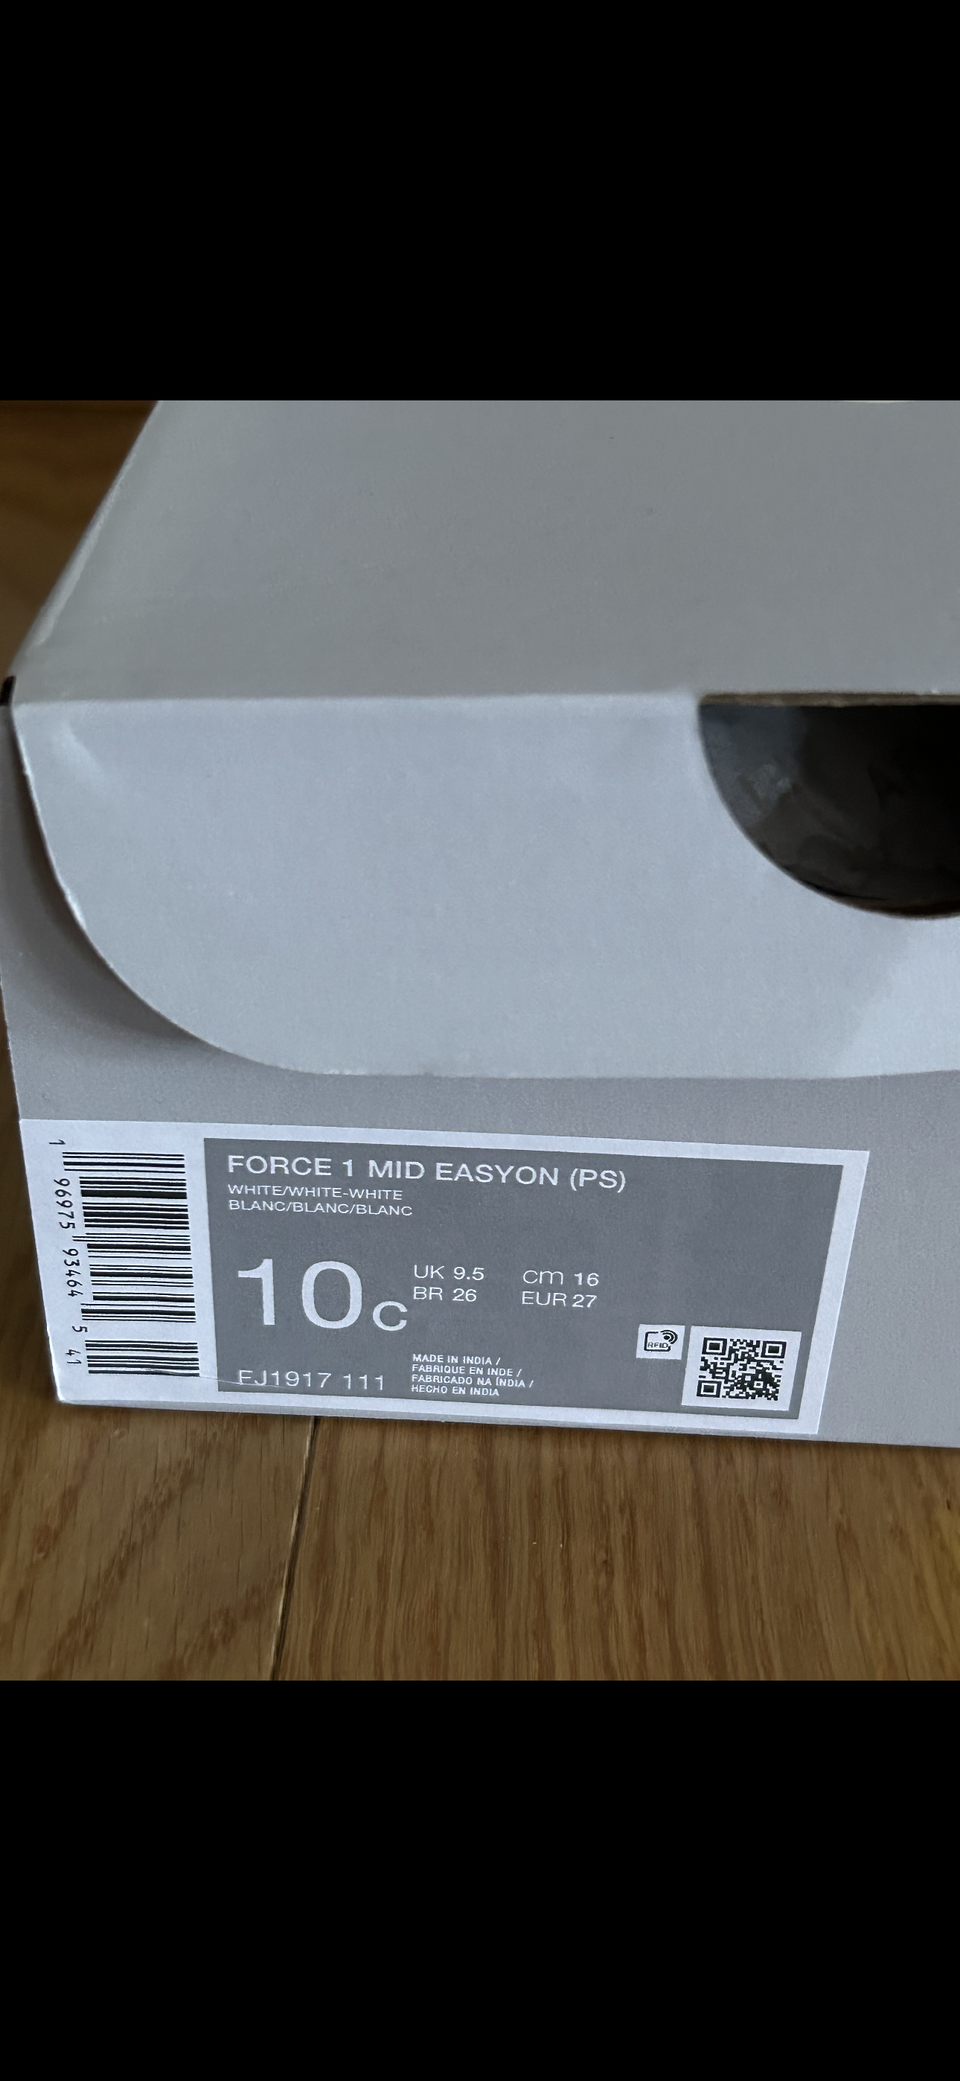 FORCE 1 MID EASYON (PS)
WHITE/WHITE-WHITE
BLANC/BLANC/BLANC
10C
UK 9.5 cm 16
BR 26 EUR 27
FJ1917 111
MADE IN INDIA /
FABRIQUE EN INDE /
FABRICADO NA ÍNDIA /
HECHO EN INDIA
RFID
1 96975 93464 5 41